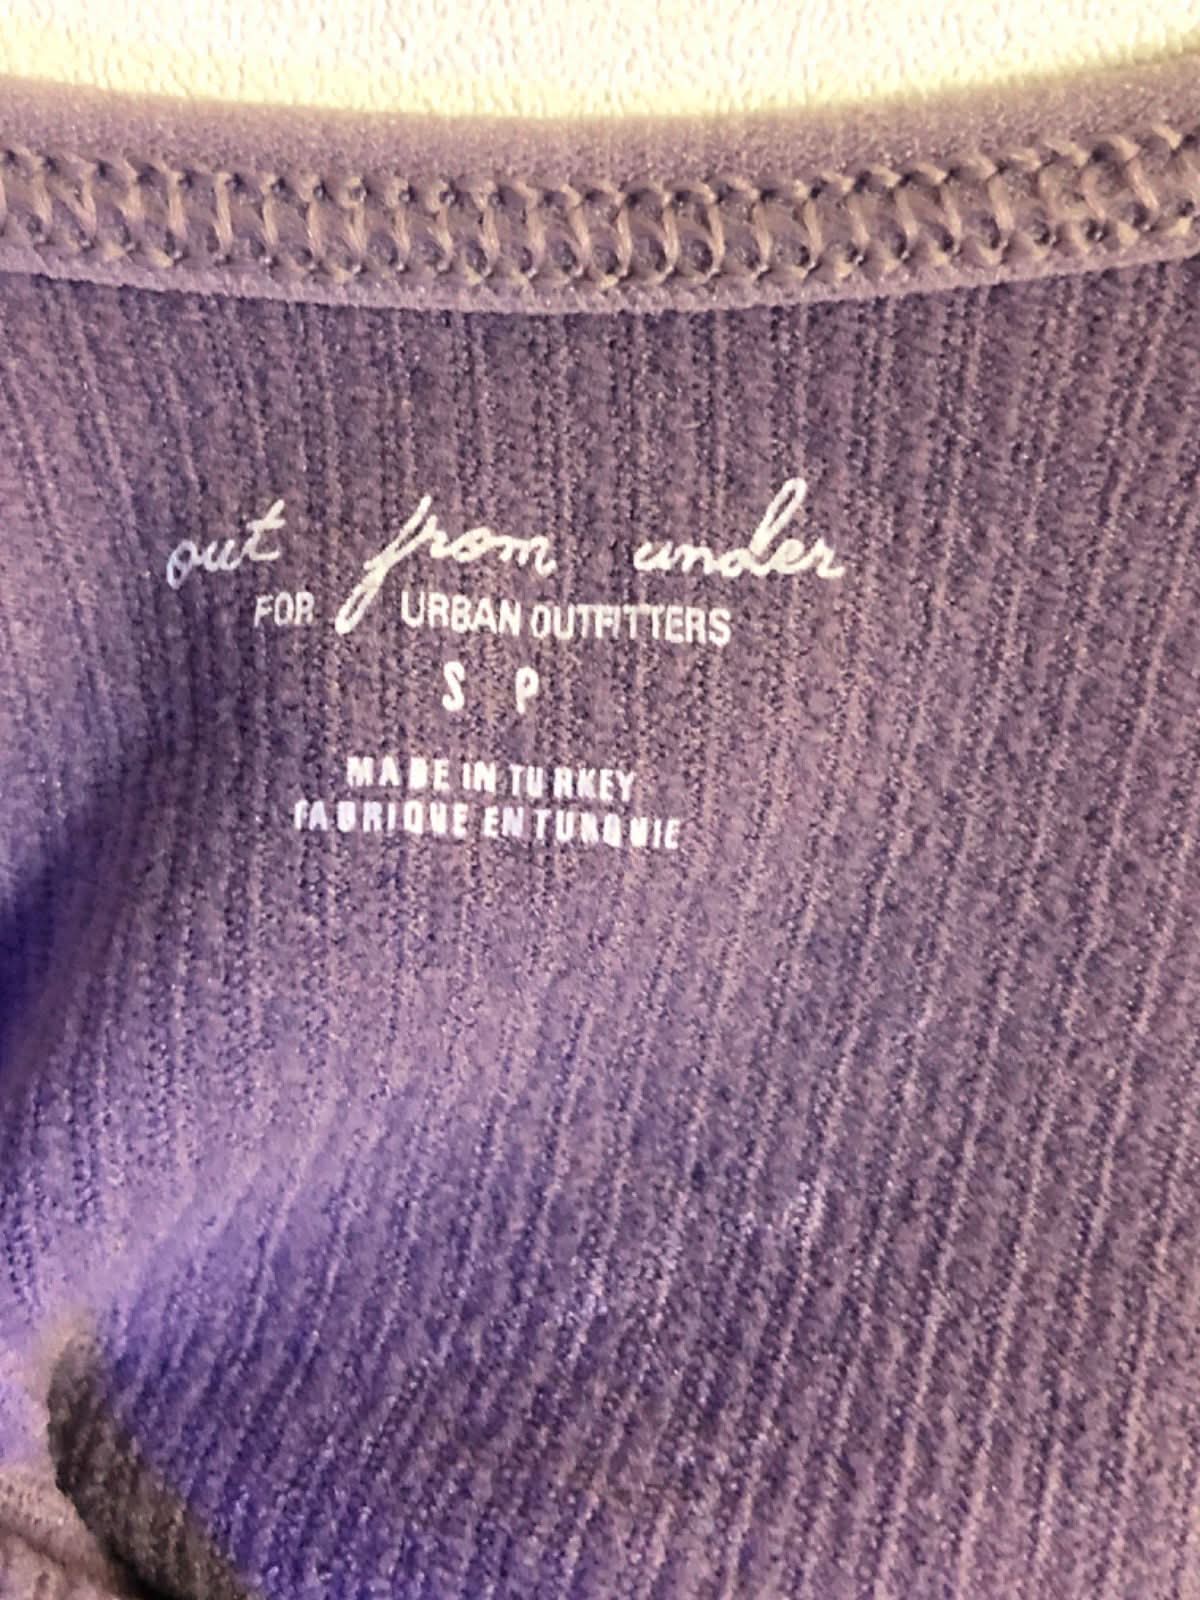 out from under
FOR URBAN OUTFITTERS
S P
MADE IN TURKEY
FABRIQUE EN TURQUIE